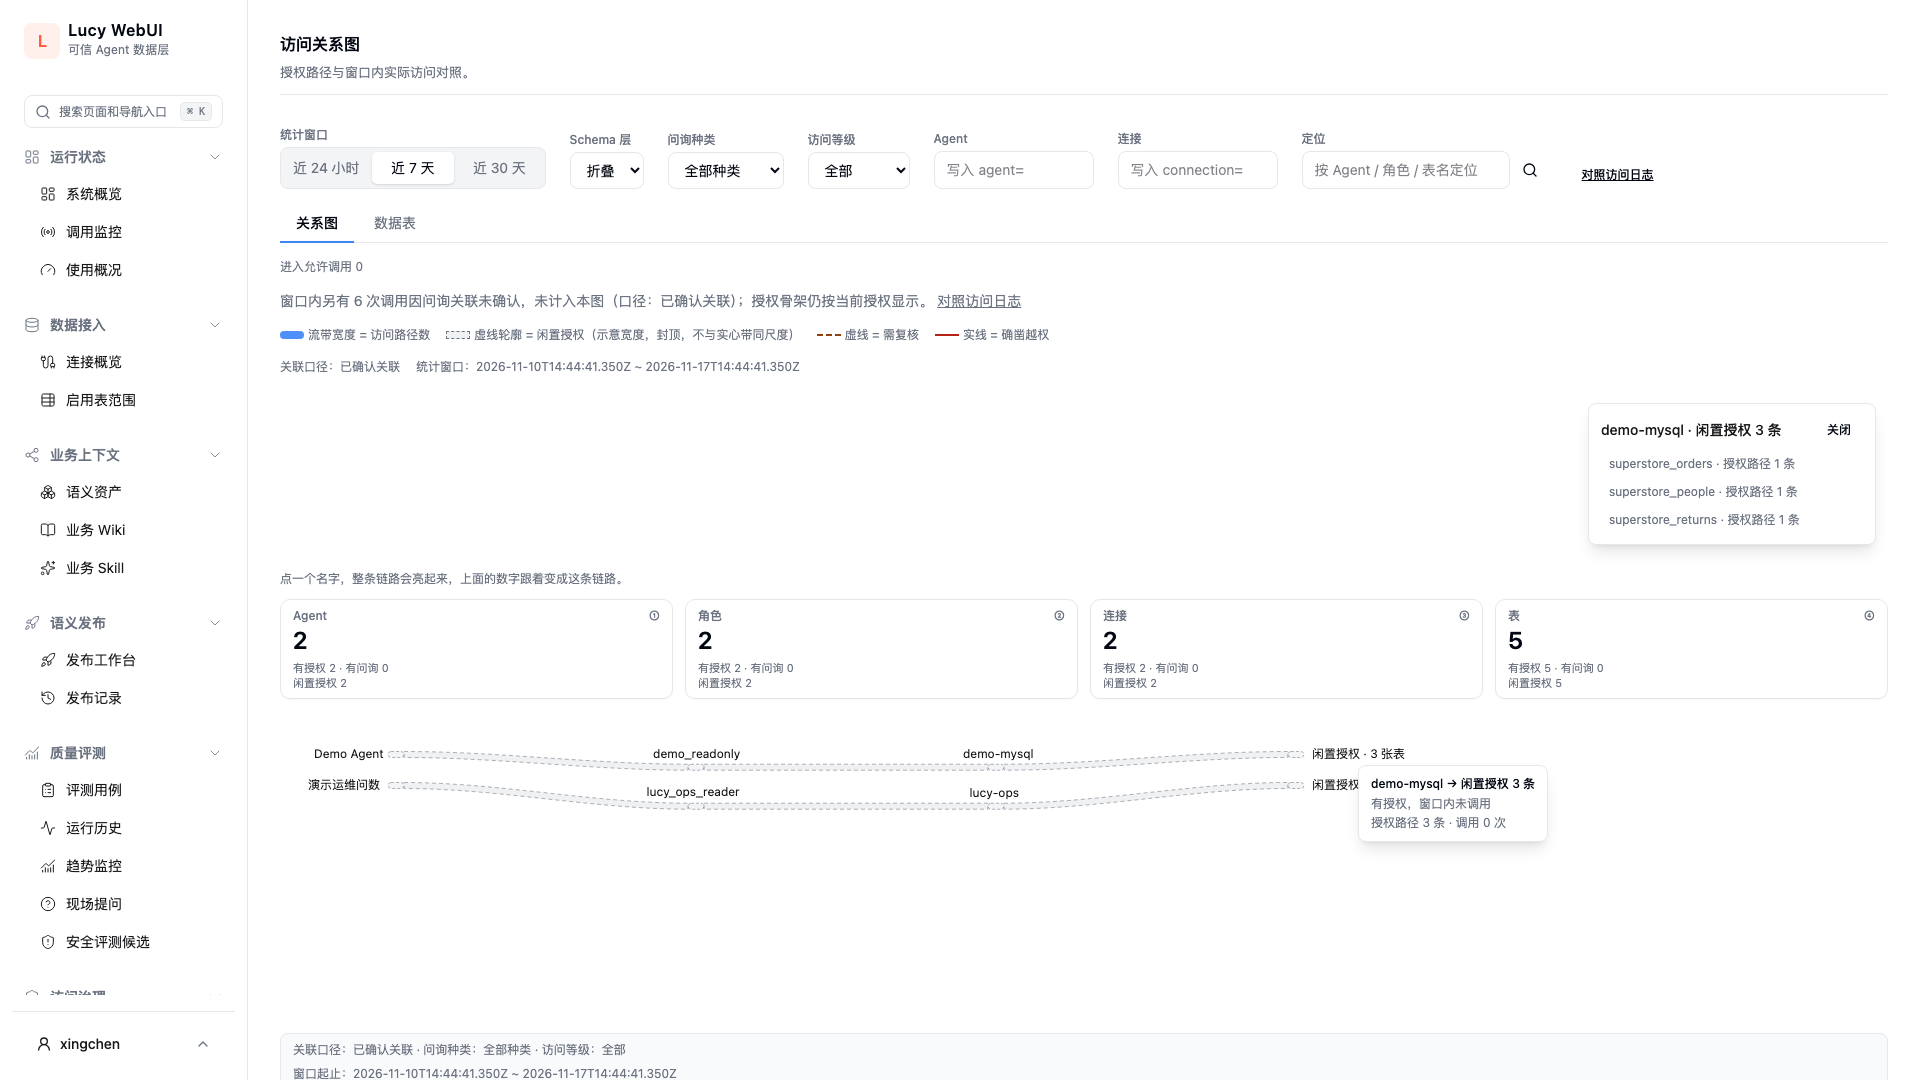 L
Lucy WebUI
可信 Agent 数据层
搜索页面和导航入口 ⌘ K
运行状态
系统概览
调用监控
使用概况
数据接入
连接概览
启用表范围
业务上下文
语义资产
业务 Wiki
业务 Skill
语义发布
发布工作台
发布记录
质量评测
评测用例
运行历史
趋势监控
现场提问
安全评测候选
访问治理
xingchen
访问关系图
授权路径与窗口内实际访问对照。
统计窗口
近 24 小时 近 7 天 近 30 天
Schema 层
折叠
问询种类
全部种类
访问等级
全部
Agent
写入 agent=
连接
写入 connection=
定位
按 Agent / 角色 / 表名定位
对照访问日志
关系图 数据表
进入允许调用 0
窗口内另有 6 次调用因问询关联未确认，未计入本图（口径：已确认关联）；授权骨架仍按当前授权显示。 对照访问日志
流带宽度 = 访问路径数 虚线轮廓 = 闲置授权（示意宽度，封顶，不与实心带同尺度） 虚线 = 需复核 实线 = 确凿越权
关联口径：已确认关联 统计窗口：2026-11-10T14:44:41.350Z ~ 2026-11-17T14:44:41.350Z
demo-mysql · 闲置授权 3 条 关闭
superstore_orders · 授权路径 1 条
superstore_people · 授权路径 1 条
superstore_returns · 授权路径 1 条
点一个名字，整条链路会亮起来，上面的数字跟着变成这条链路。
Agent ①
2
有授权 2 · 有问询 0
闲置授权 2
角色 ②
2
有授权 2 · 有问询 0
闲置授权 2
连接 ③
2
有授权 2 · 有问询 0
闲置授权 2
表 ④
5
有授权 5 · 有问询 0
闲置授权 5
Demo Agent demo_readonly demo-mysql 闲置授权 · 3 张表
演示运维问数 lucy_ops_reader lucy-ops 闲置授权
demo-mysql → 闲置授权 3 条
有授权，窗口内未调用
授权路径 3 条 · 调用 0 次
关联口径：已确认关联 · 问询种类：全部种类 · 访问等级：全部
窗口起止：2026-11-10T14:44:41.350Z ~ 2026-11-17T14:44:41.350Z